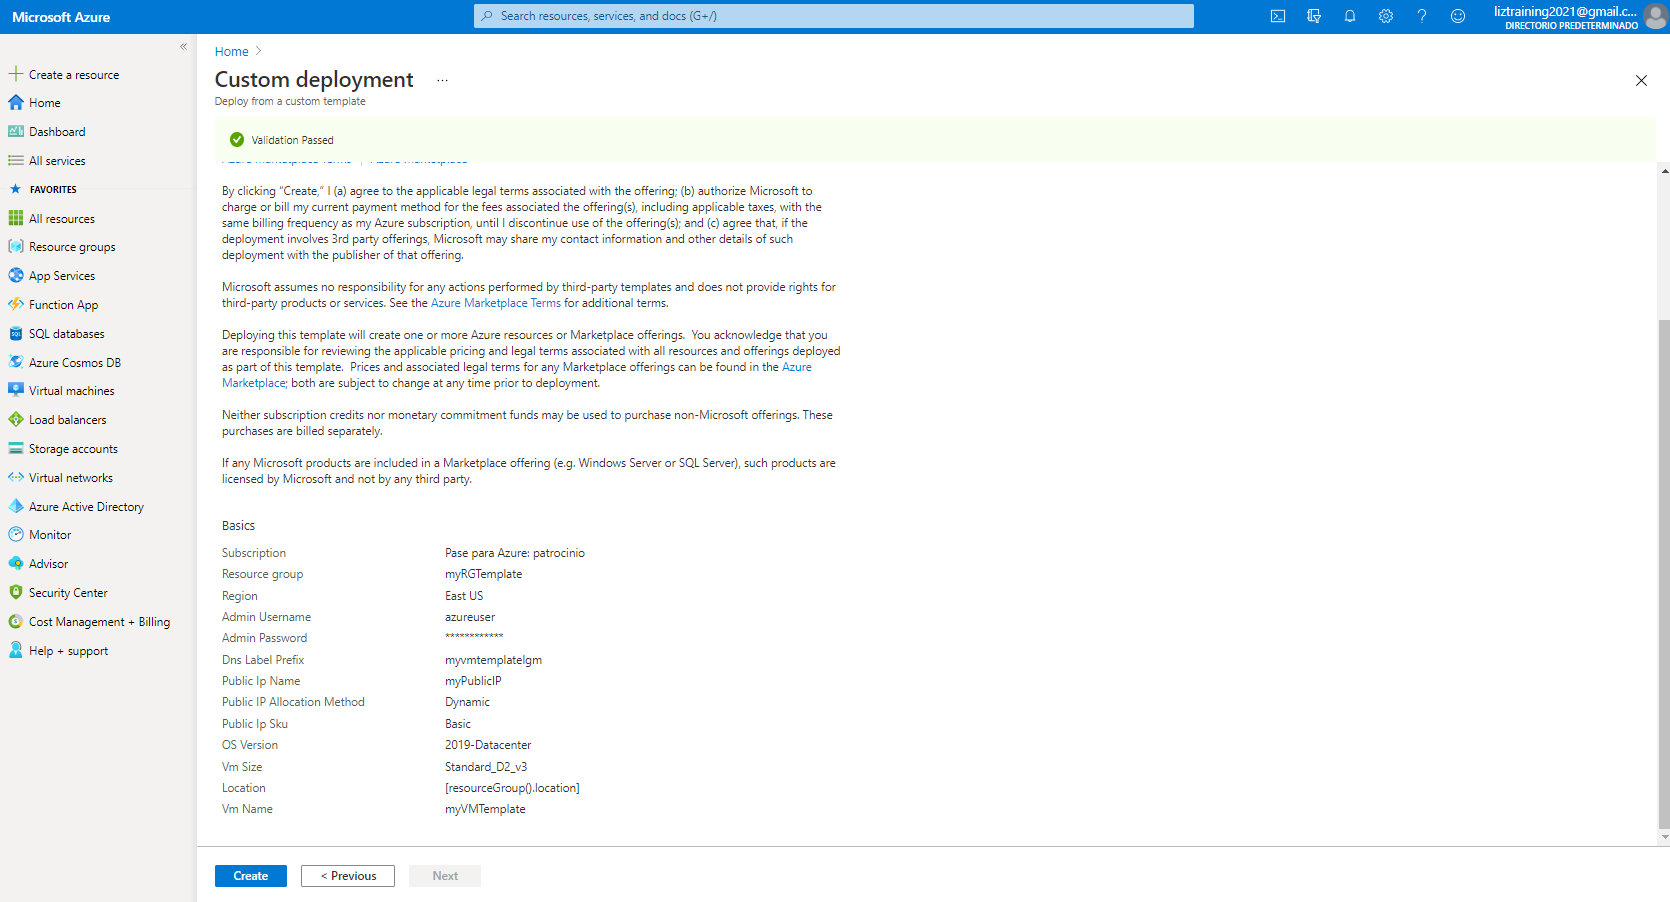 Microsoft Azure
Search resources, services, and docs (G+/)
liztraining2021@gmail.c...
DIRECTORIO PREDETERMINADO
«
Create a resource
Home
Dashboard
All services
FAVORITES
All resources
Resource groups
App Services
Function App
SQL databases
Azure Cosmos DB
Virtual machines
Load balancers
Storage accounts
Virtual networks
Azure Active Directory
Monitor
Advisor
Security Center
Cost Management + Billing
Help + support
Home >
Custom deployment ...
Deploy from a custom template
Validation Passed
Azure Marketplace Terms | Azure Marketplace
By clicking “Create,” I (a) agree to the applicable legal terms associated with the offering; (b) authorize Microsoft to
charge or bill my current payment method for the fees associated the offering(s), including applicable taxes, with the
same billing frequency as my Azure subscription, until I discontinue use of the offering(s); and (c) agree that, if the
deployment involves 3rd party offerings, Microsoft may share my contact information and other details of such
deployment with the publisher of that offering.
Microsoft assumes no responsibility for any actions performed by third-party templates and does not provide rights for
third-party products or services. See the Azure Marketplace Terms for additional terms.
Deploying this template will create one or more Azure resources or Marketplace offerings. You acknowledge that you
are responsible for reviewing the applicable pricing and legal terms associated with all resources and offerings deployed
as part of this template. Prices and associated legal terms for any Marketplace offerings can be found in the Azure
Marketplace; both are subject to change at any time prior to deployment.
Neither subscription credits nor monetary commitment funds may be used to purchase non-Microsoft offerings. These
purchases are billed separately.
If any Microsoft products are included in a Marketplace offering (e.g. Windows Server or SQL Server), such products are
licensed by Microsoft and not by any third party.
Basics
Subscription Pase para Azure: patrocinio
Resource group myRGTemplate
Region East US
Admin Username azureuser
Admin Password ************
Dns Label Prefix myvmtemplatelgm
Public Ip Name myPublicIP
Public IP Allocation Method Dynamic
Public Ip Sku Basic
OS Version 2019-Datacenter
Vm Size Standard_D2_v3
Location [resourceGroup().location]
Vm Name myVMTemplate
Create < Previous Next